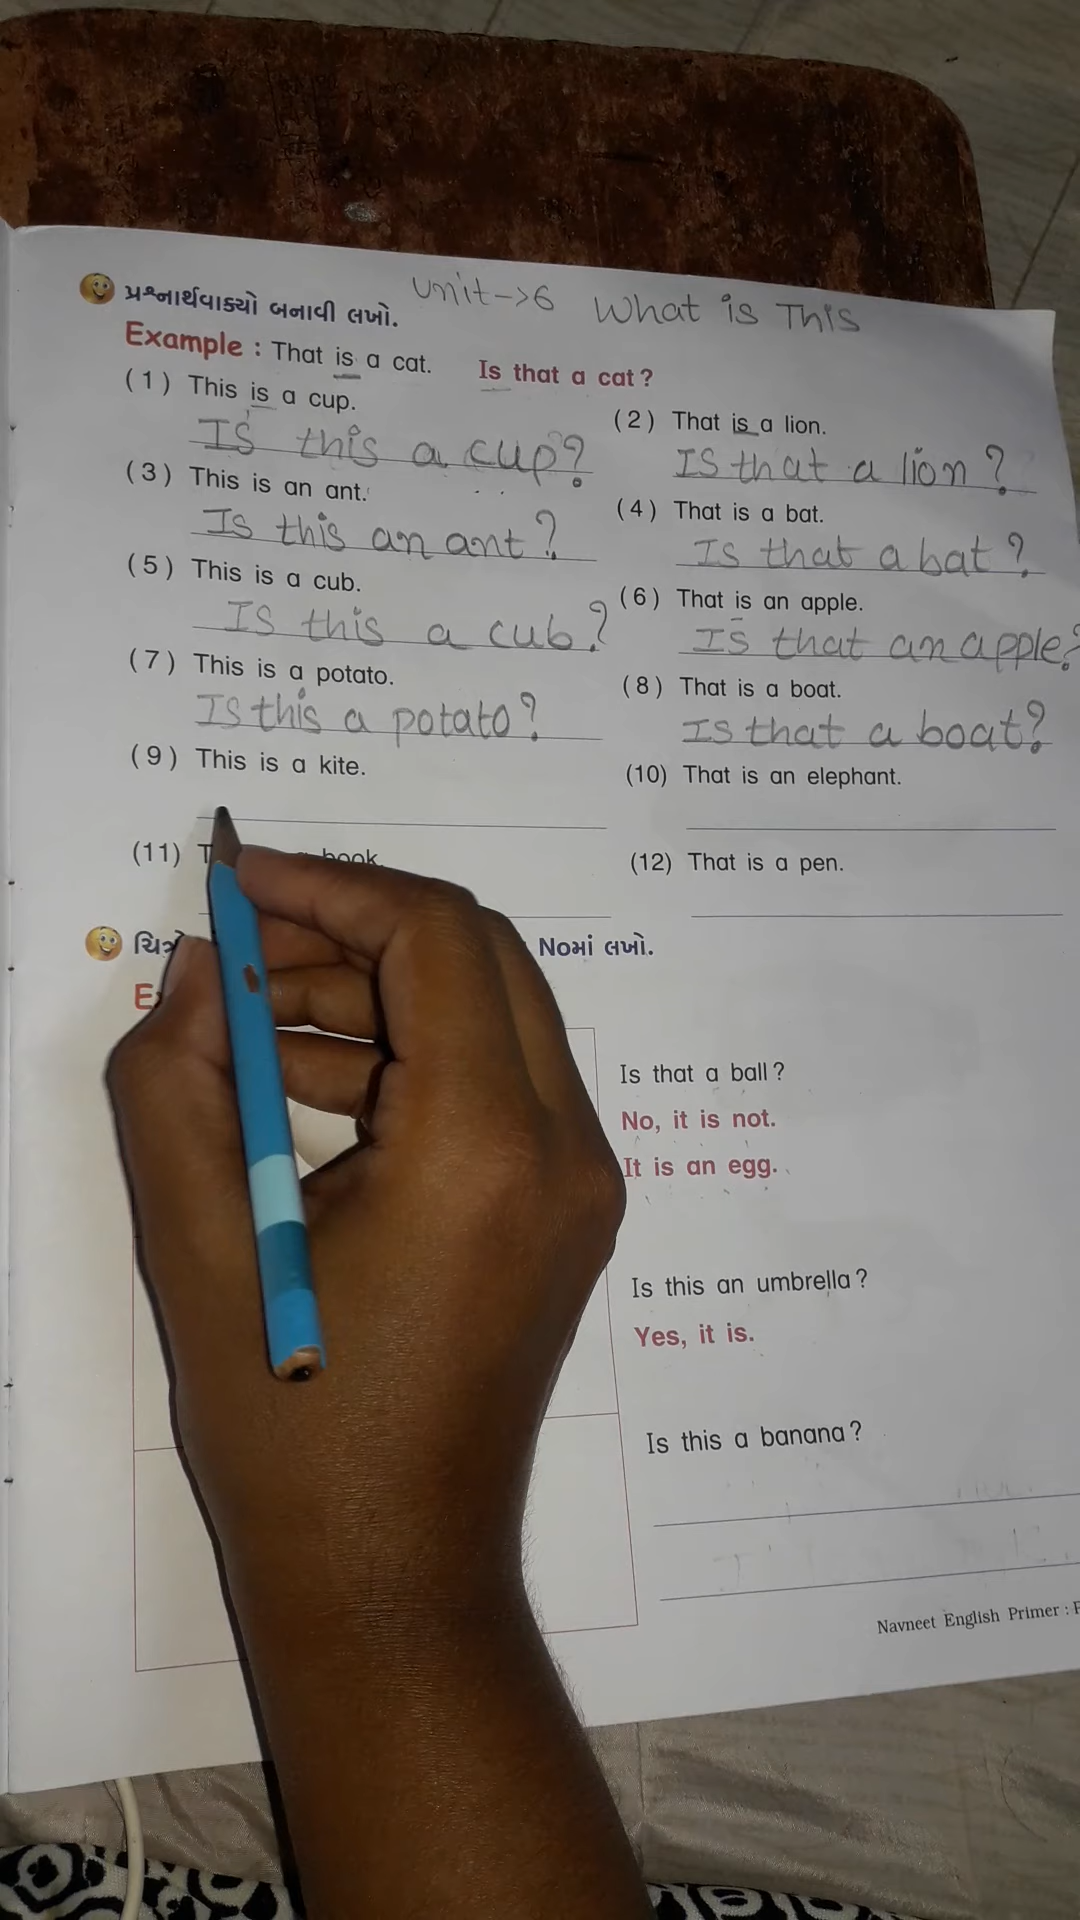 પ્રશ્નાર્થવાક્યો બનાવી લખો.
unit->6 What is This
Example : That is a cat. Is that a cat?
(1) This is a cup.
Is this a cup?
(2) That is a lion.
Is that a lion?
(3) This is an ant.
Is this an ant?
(4) That is a bat.
Is that a bat?
(5) This is a cub.
Is this a cub?
(6) That is an apple.
Is that an apple?
(7) This is a potato.
Is this a potato?
(8) That is a boat.
Is that a boat?
(9) This is a kite.
(10) That is an elephant.
(11) book.
(12) That is a pen.
Noમાં લખો.
Is that a ball?
No, it is not.
It is an egg.
Is this an umbrella?
Yes, it is.
Is this a banana?
Navneet English Primer :